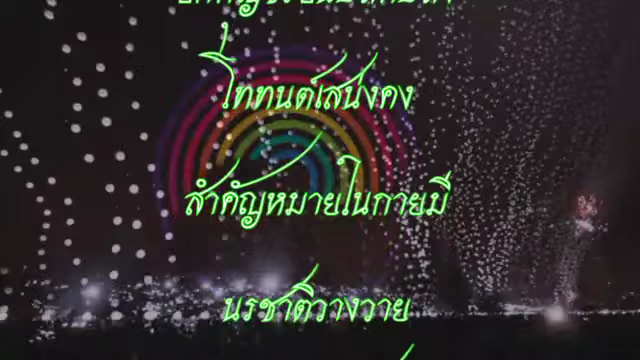 โททนต์เสน่งคง
สำคัญหมายในกายมี
นรชาติวางวาย